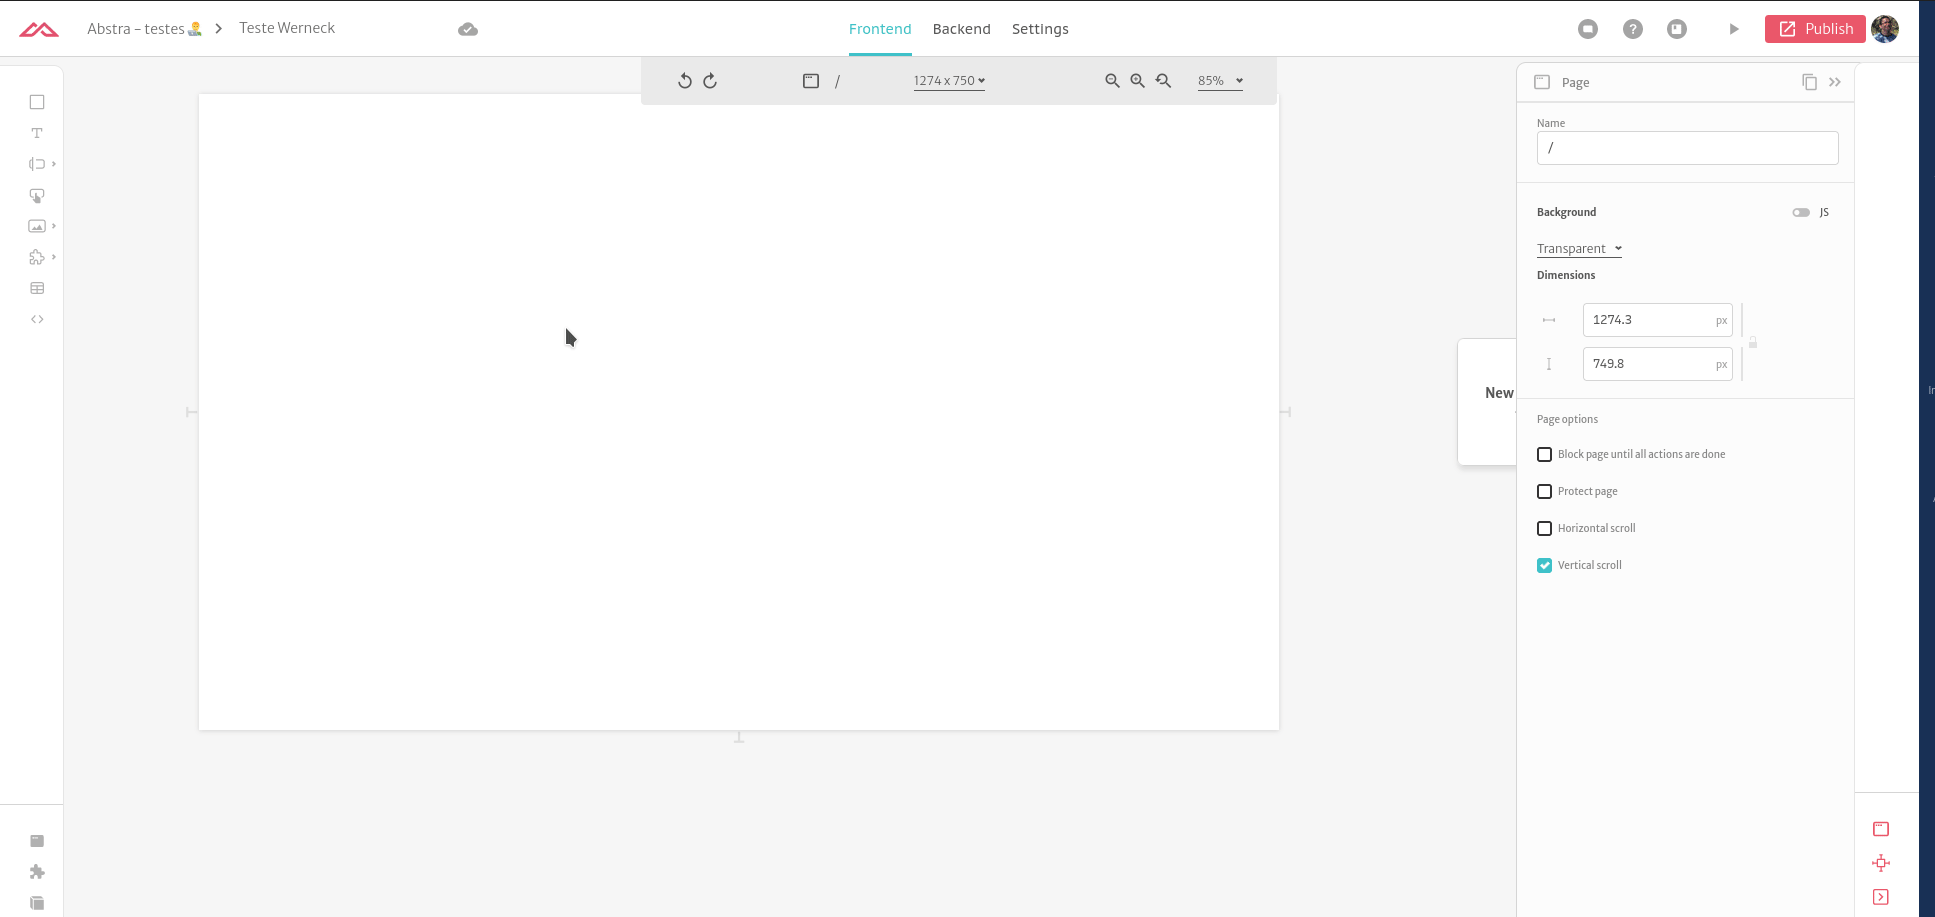 Abstra – testes > Teste Werneck
Frontend Backend Settings
Publish
/ 1274 x 750 85%
Page
Name
/
Background JS
Transparent
Dimensions
1274.3 px
749.8 px
New
Page options
Block page until all actions are done
Protect page
Horizontal scroll
Vertical scroll